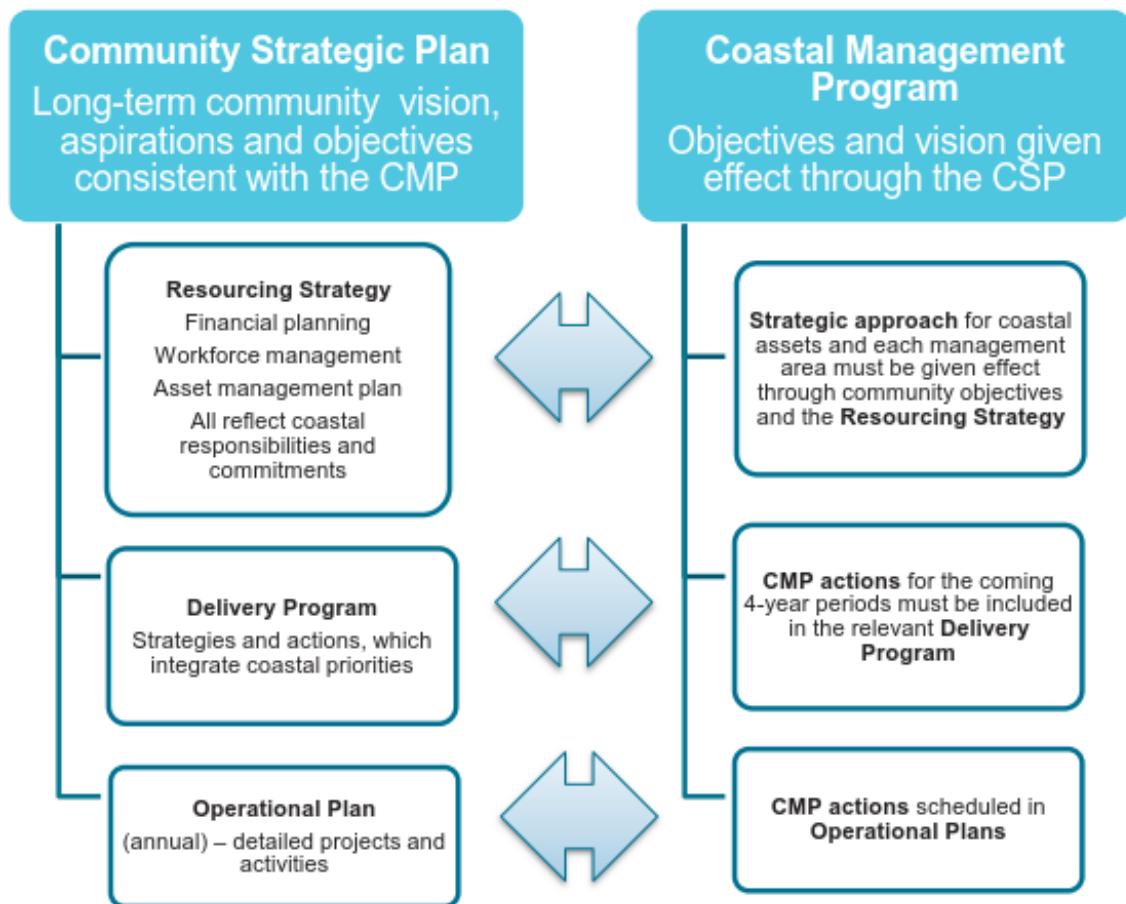 Community Strategic Plan
Long-term community vision,
aspirations and objectives
consistent with the CMP
Resourcing Strategy
Financial planning
Workforce management
Asset management plan
All reflect coastal
responsibilities and
commitments
Delivery Program
Strategies and actions, which
integrate coastal priorities
Operational Plan
(annual) – detailed projects and
activities
Coastal Management
Program
Objectives and vision given
effect through the CSP
Strategic approach for coastal
assets and each management
area must be given effect
through community objectives
and the Resourcing Strategy
CMP actions for the coming
4-year periods must be included
in the relevant Delivery
Program
CMP actions scheduled in
Operational Plans